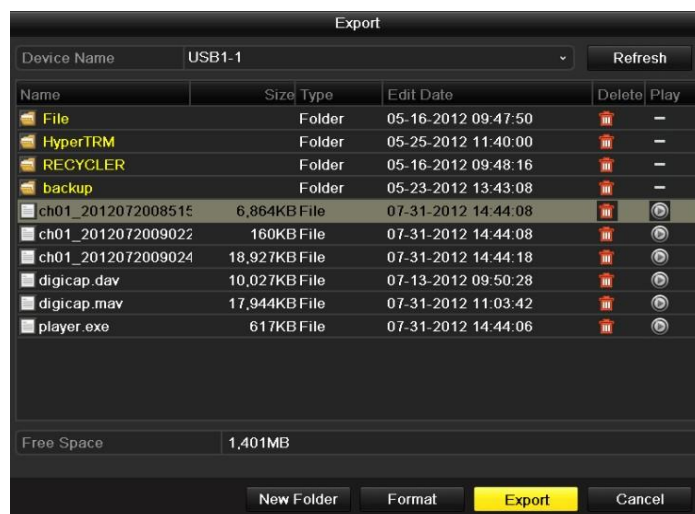 Export
Device Name USB1-1 Refresh
Name Size Type Edit Date Delete Play
File Folder 05-16-2012 09:47:50 –
HyperTRM Folder 05-25-2012 11:40:00 –
RECYCLER Folder 05-16-2012 09:48:16 –
backup Folder 05-23-2012 13:43:08 –
ch01_2012072008515 6,864KB File 07-31-2012 14:44:08
ch01_2012072009022 160KB File 07-31-2012 14:44:08
ch01_2012072009024 18,927KB File 07-31-2012 14:44:18
digicap.dav 10,027KB File 07-13-2012 09:50:28
digicap.mav 17,944KB File 07-31-2012 11:03:42
player.exe 617KB File 07-31-2012 14:44:06
Free Space 1,401MB
New Folder Format Export Cancel